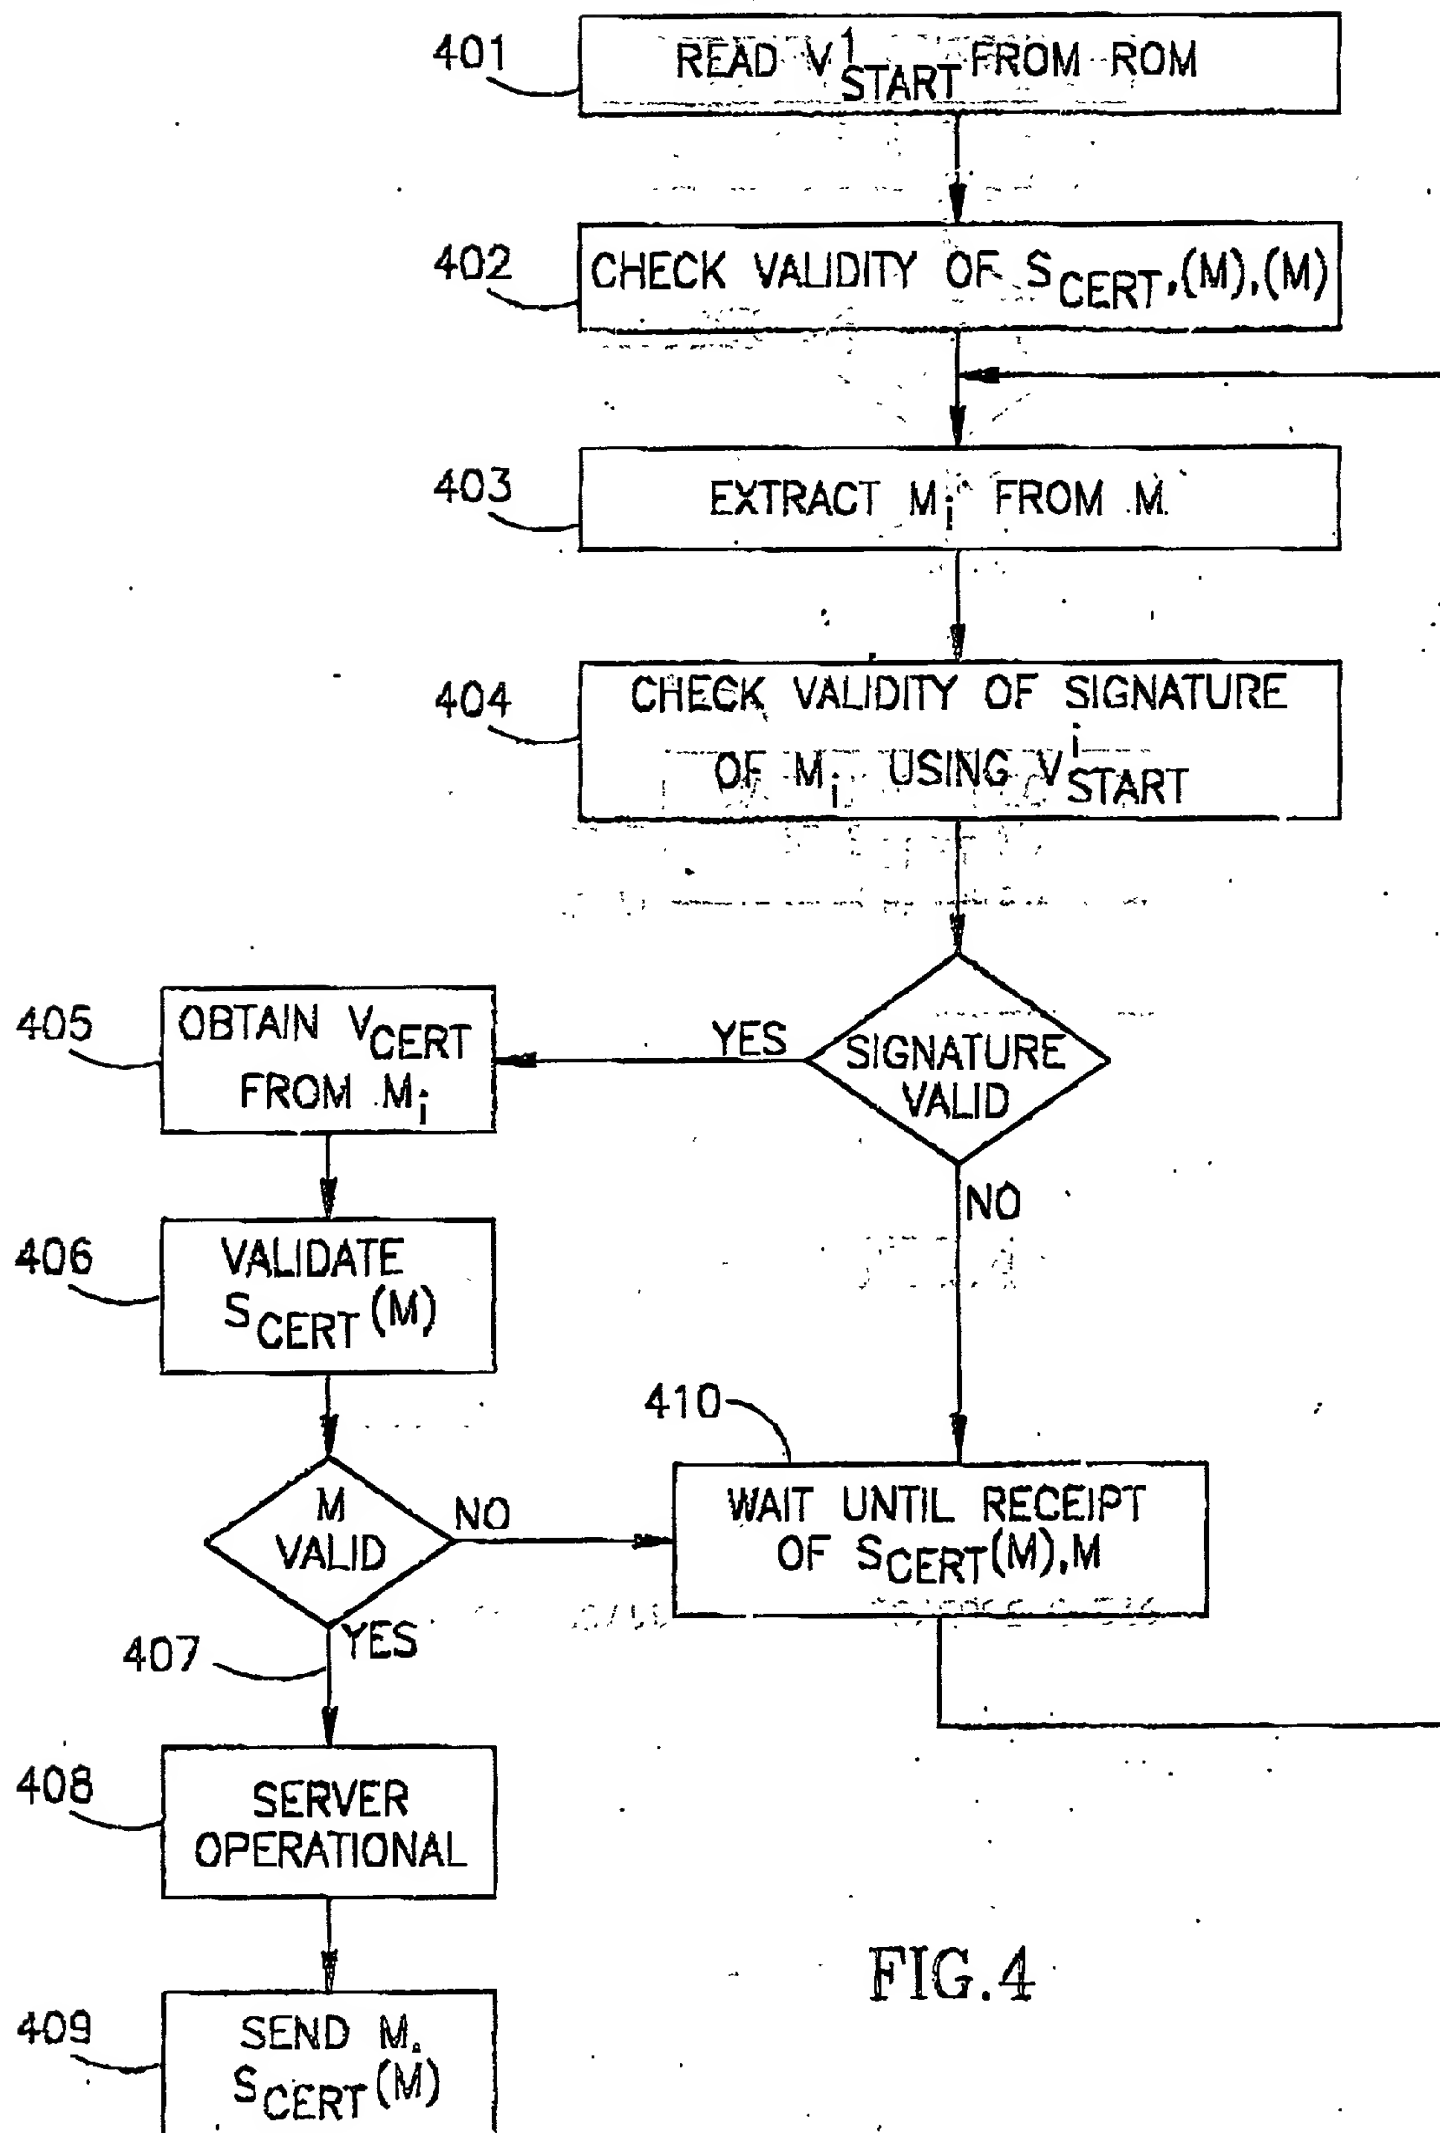 401
READ V¹START FROM ROM
402
CHECK VALIDITY OF SCERT,(M),(M)
403
EXTRACT Mi FROM M
404
CHECK VALIDITY OF SIGNATURE
OF Mi USING VⁱSTART
405
OBTAIN VCERT
FROM Mi
YES
SIGNATURE
VALID
NO
406
VALIDATE
SCERT(M)
410
WAIT UNTIL RECEIPT
OF SCERT(M),M
M
VALID
NO
YES
407
408
SERVER
OPERATIONAL
409
SEND M,
SCERT(M)
FIG.4